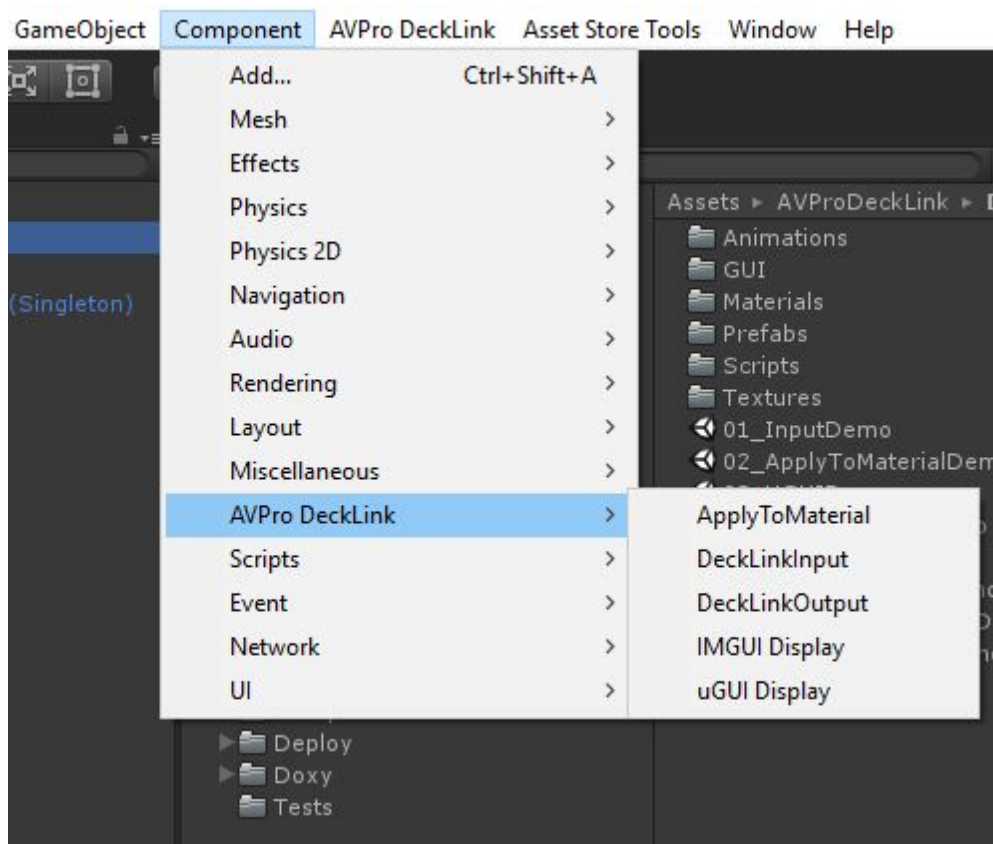 GameObject Component AVPro DeckLink Asset Store Tools Window Help
Add... Ctrl+Shift+A
Mesh
Effects
Physics
Physics 2D
Navigation
Audio
Rendering
Layout
Miscellaneous
AVPro DeckLink
Scripts
Event
Network
UI
ApplyToMaterial
DeckLinkInput
DeckLinkOutput
IMGUI Display
uGUI Display
(Singleton)
Assets ▸ AVProDeckLink ▸
Animations
GUI
Materials
Prefabs
Scripts
Textures
01_InputDemo
02_ApplyToMaterialDem
Deploy
Doxy
Tests